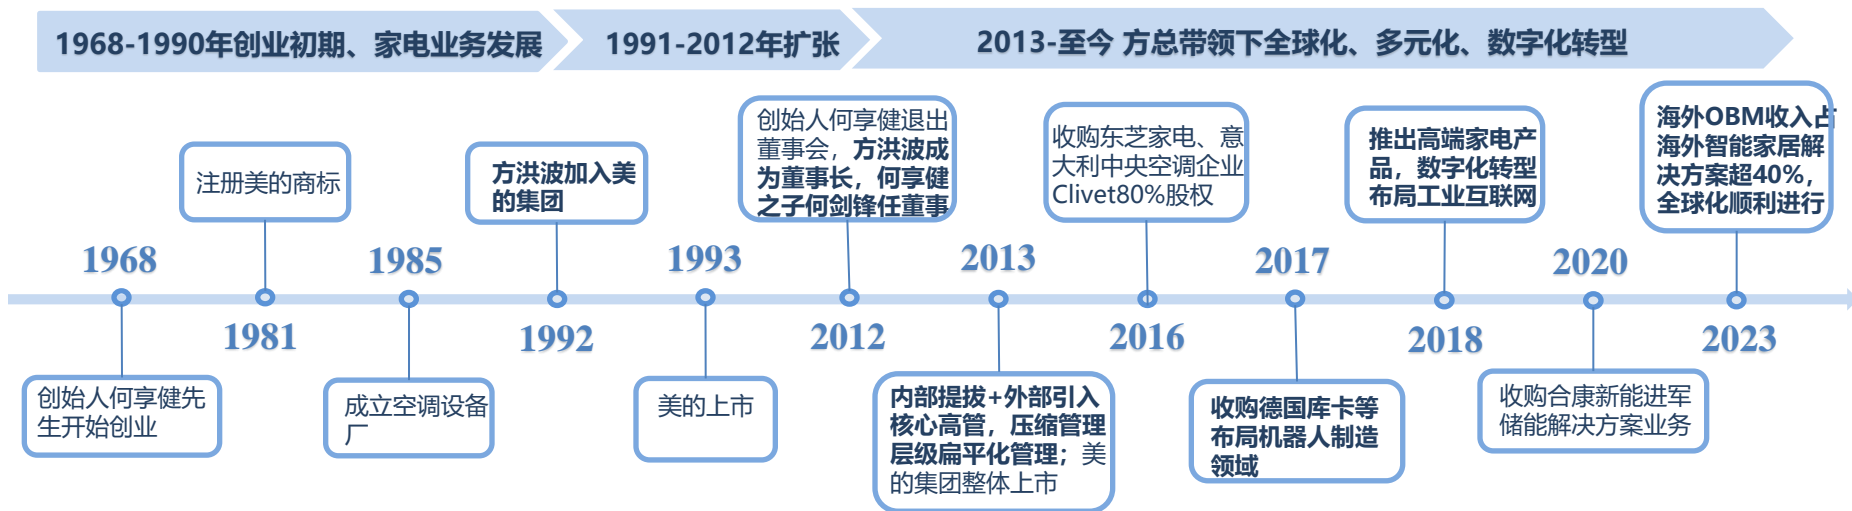 1968-1990年创业初期、家电业务发展
1991-2012年扩张
2013-至今 方总带领下全球化、多元化、数字化转型
1968
创始人何享健先
生开始创业
注册美的商标
1981
1985
成立空调设备
厂
方洪波加入美
的集团
1992
1993
美的上市
创始人何享健退出
董事会，方洪波成
为董事长，何享健
之子何剑锋任董事
2012
2013
内部提拔+外部引入
核心高管，压缩管理
层级扁平化管理；美
的集团整体上市
收购东芝家电、意
大利中央空调企业
Clivet80%股权
2016
2017
收购德国库卡等
布局机器人制造
领域
推出高端家电产
品，数字化转型
布局工业互联网
2018
2020
收购合康新能进军
储能解决方案业务
海外OBM收入占
海外智能家居解
决方案超40%，
全球化顺利进行
2023